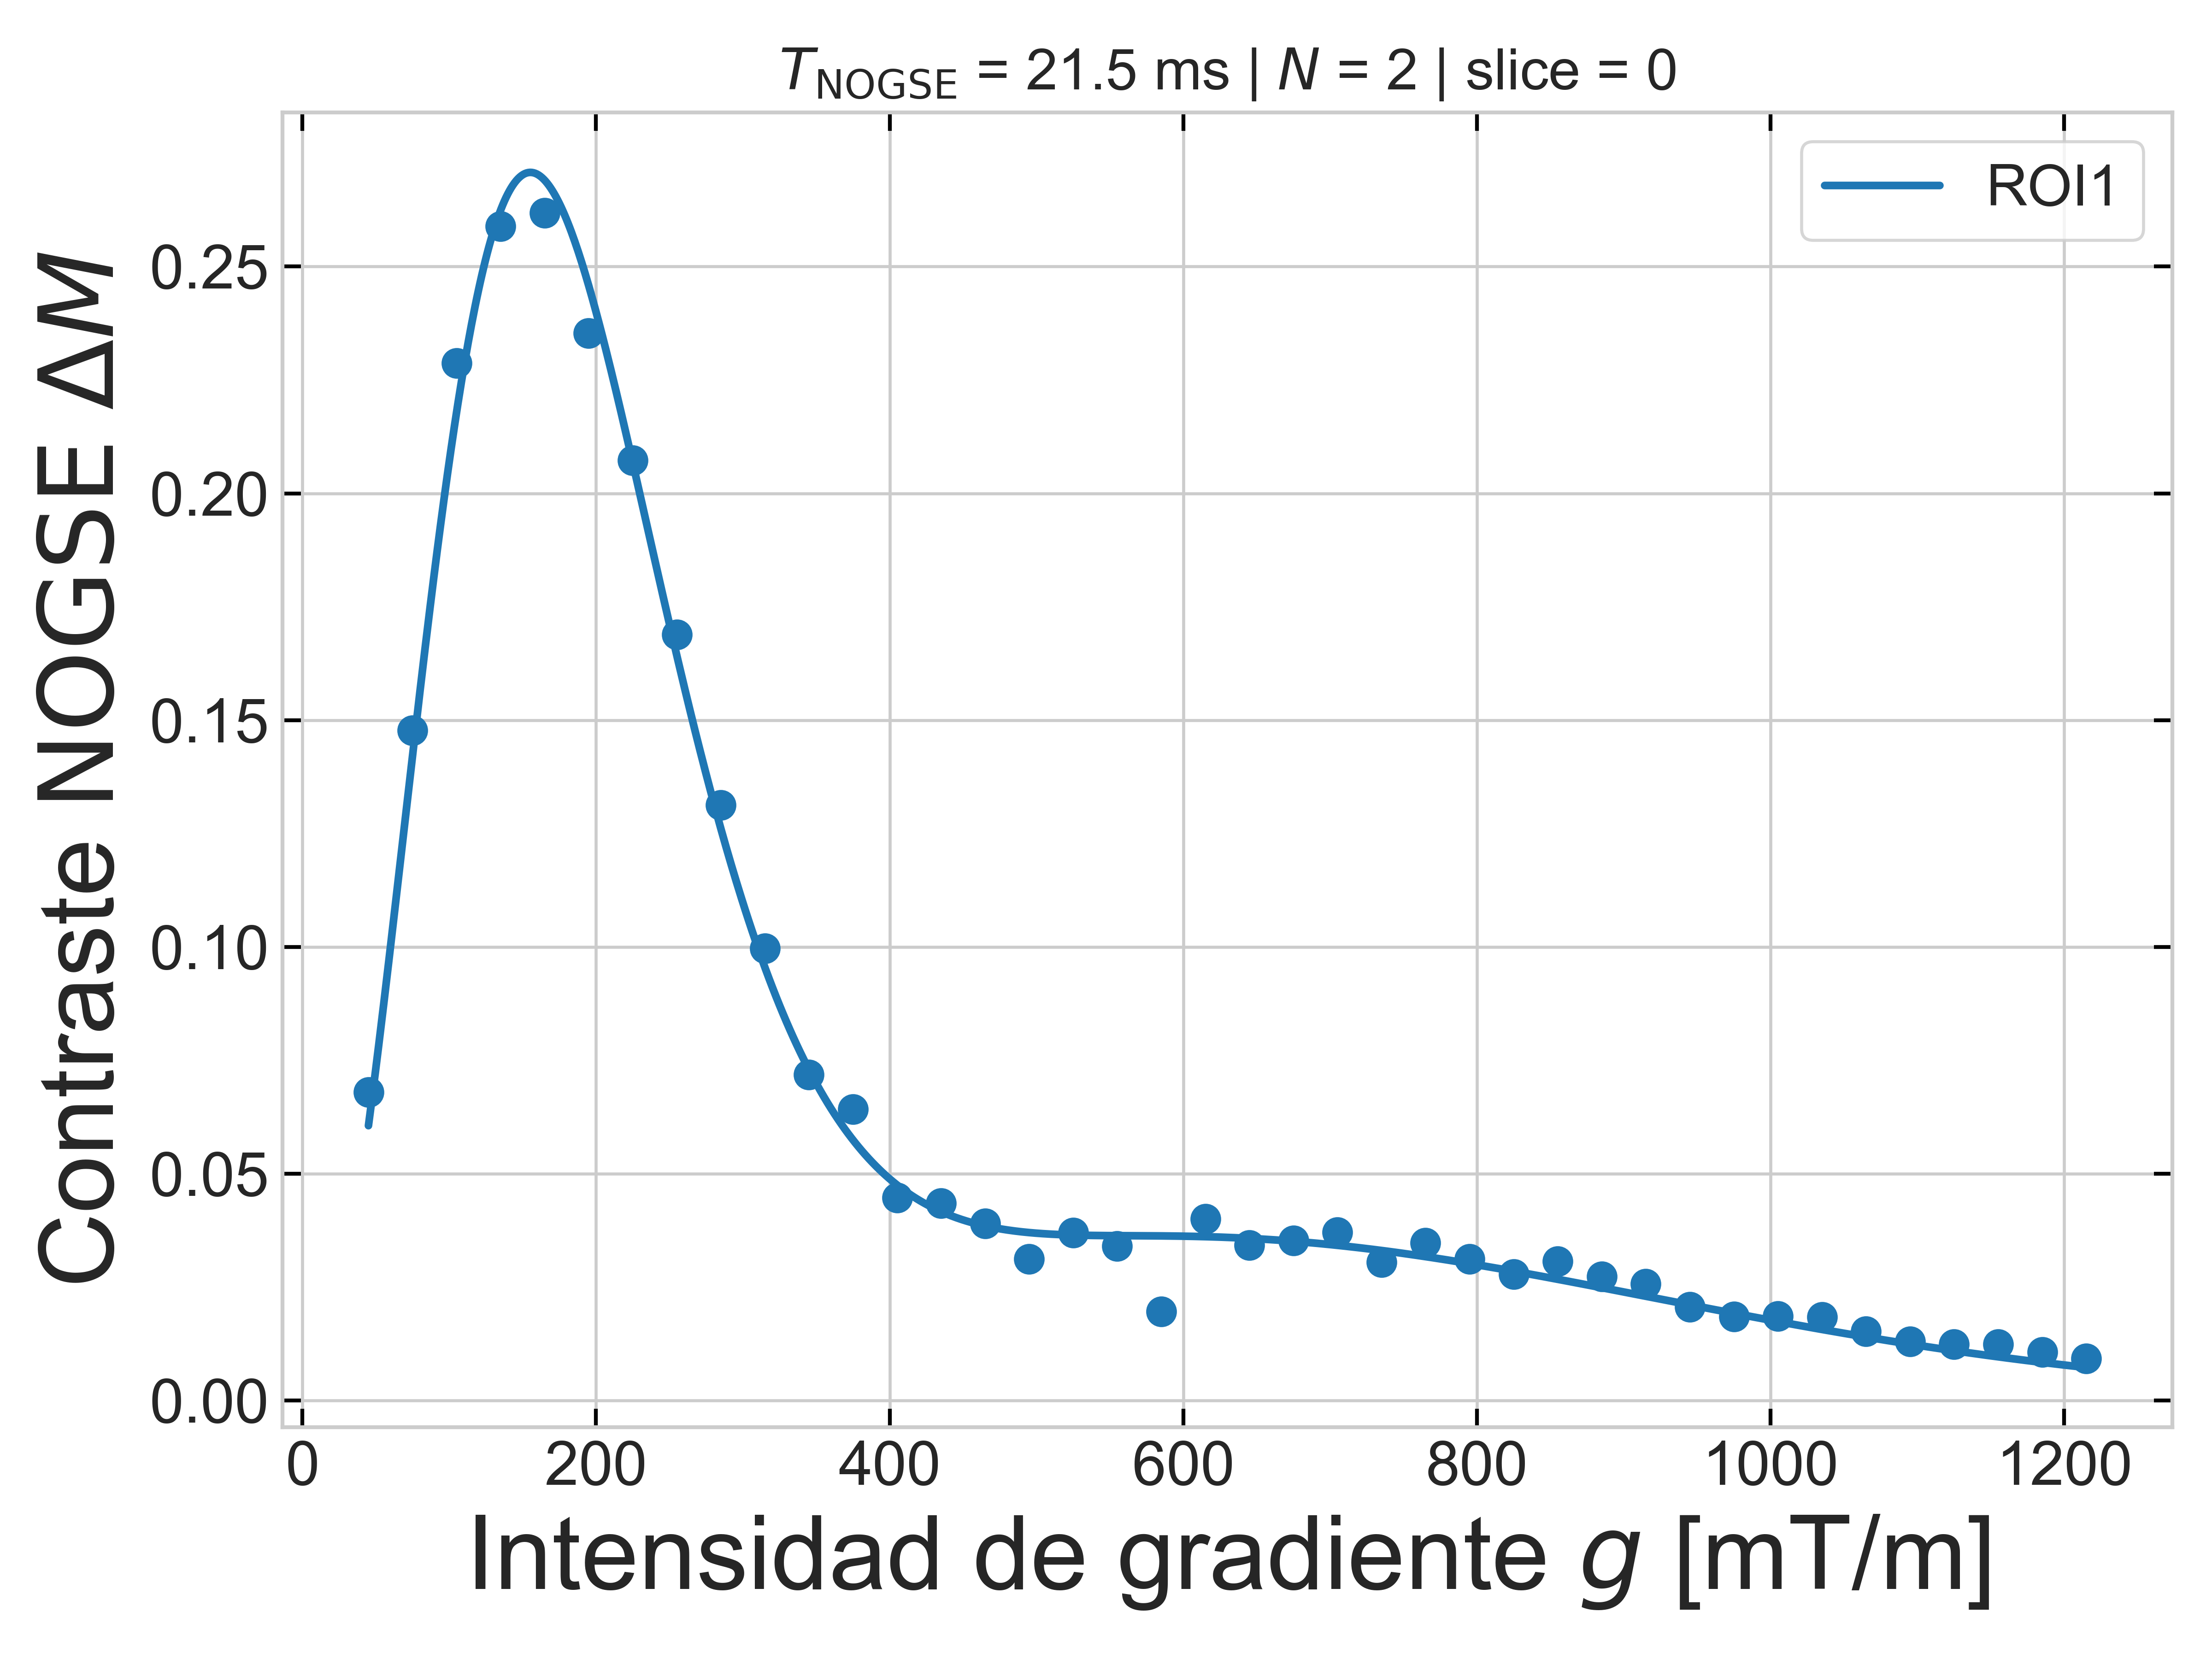 T_NOGSE = 21.5 ms | N = 2 | slice = 0
ROI1
Contraste NOGSE ΔM
0.25
0.20
0.15
0.10
0.05
0.00
0 200 400 600 800 1000 1200
Intensidad de gradiente g [mT/m]